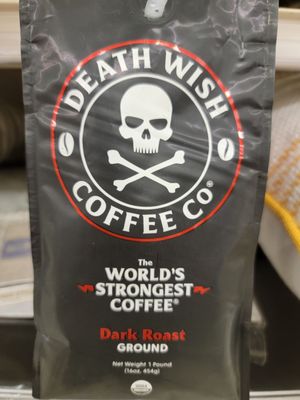 DEATH WISH
COFFEE CO®
The
WORLD'S
STRONGEST
COFFEE®
Dark Roast
GROUND
Net Weight 1 Pound
(16oz, 454g)